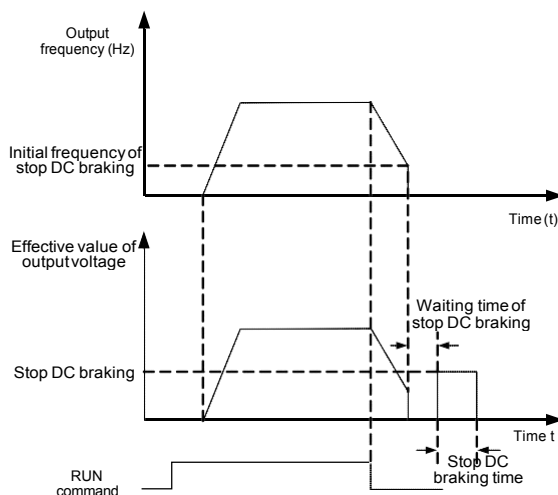 Output
frequency (Hz)
Initial frequency of
stop DC braking
Time (t)
Effective value of
output voltage
Waiting time of
stop DC braking
Stop DC braking
Time t
Stop DC
braking time
RUN
command